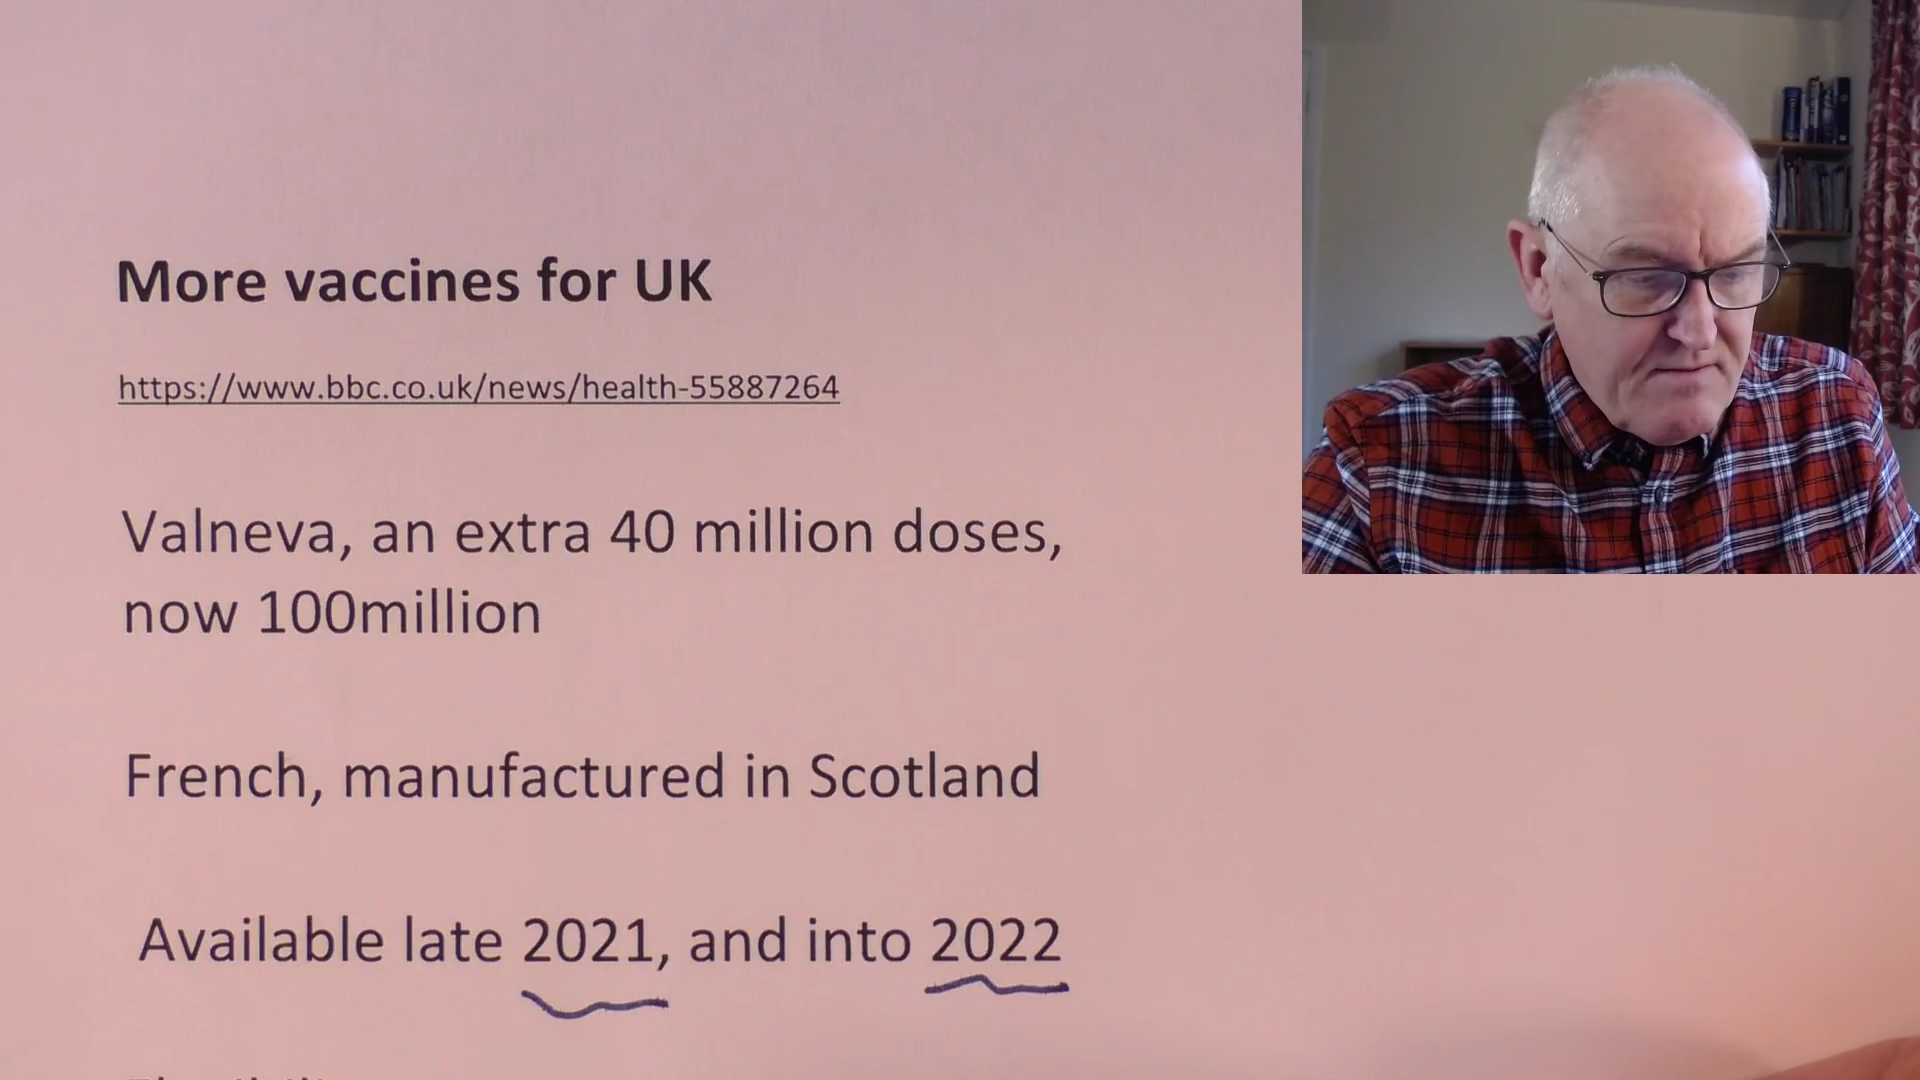 More vaccines for UK
https://www.bbc.co.uk/news/health-55887264
Valneva, an extra 40 million doses,
now 100million
French, manufactured in Scotland
Available late 2021, and into 2022